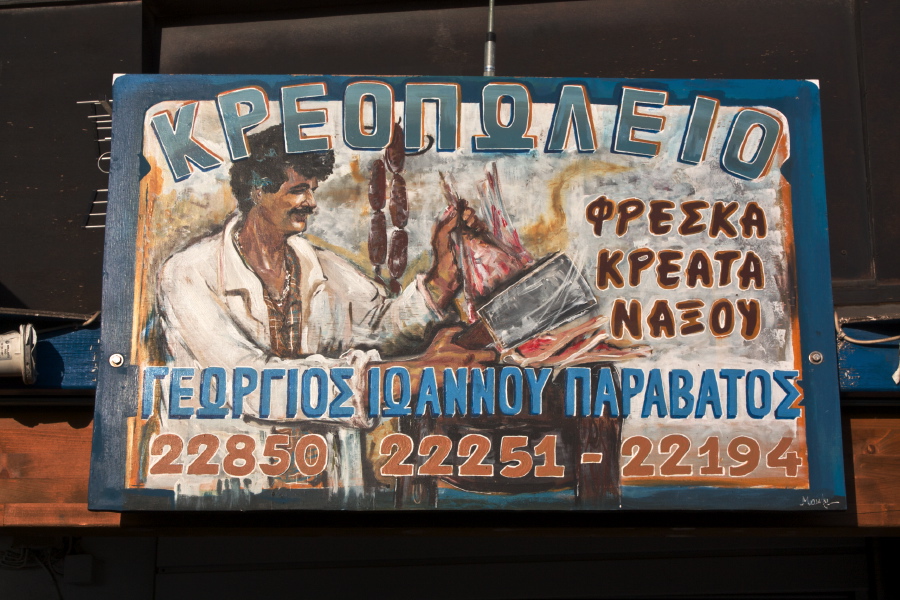 ΚΡΕΟΠΩΛΕΙΟ
ΦΡΕΣΚΑ
ΚΡΕΑΤΑ
ΝΑΞΟΥ
ΓΕΩΡΓΙΟΣ ΙΩΑΝΝΟΥ ΠΑΡΑΒΑΤΟΣ
22850 22251 - 22194